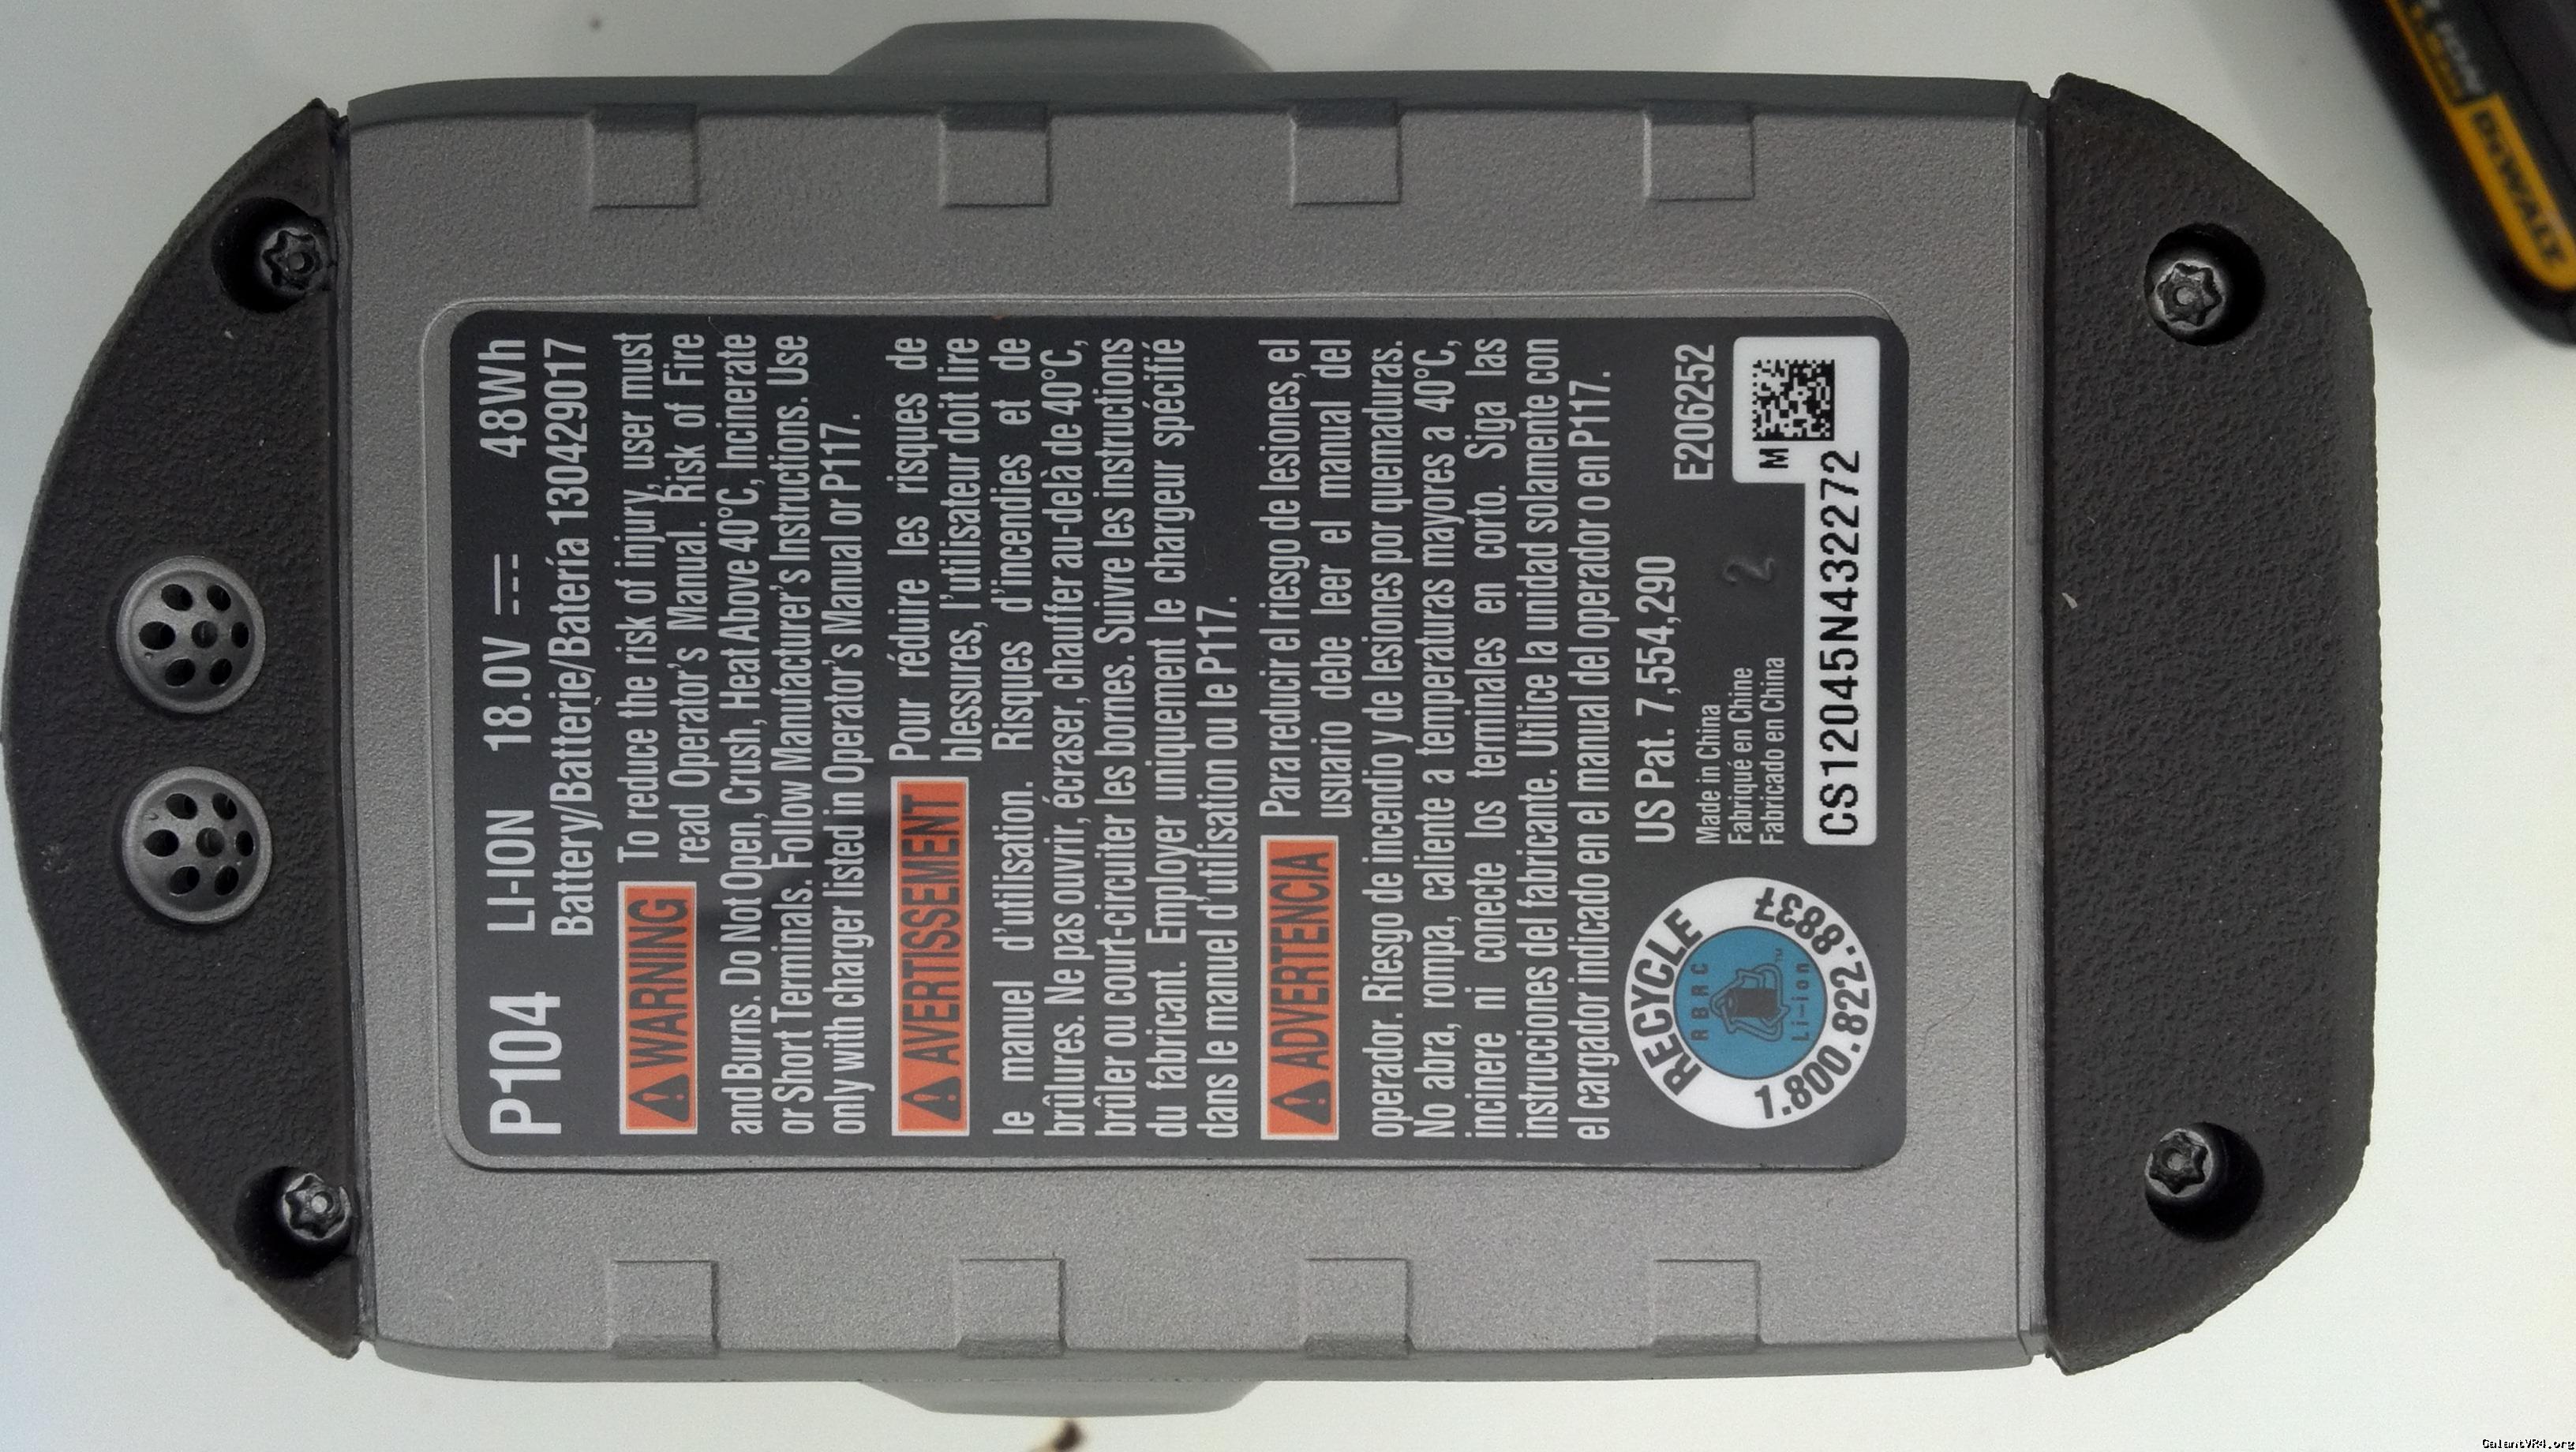 P104 LI-ION 18.0V 48Wh
Battery/Batterie/Batería 130429017
WARNING To reduce the risk of injury, user must
read Operator's Manual. Risk of Fire
and Burns. Do Not Open, Crush, Heat Above 40°C, Incinerate
or Short Terminals. Follow Manufacturer's Instructions. Use
only with charger listed in Operator's Manual or P117.
AVERTISSEMENT Pour réduire les risques de
blessures, l'utilisateur doit lire
le manuel d'utilisation. Risques d'incendies et de
brûlures. Ne pas ouvrir, écraser, chauffer au-delà de 40°C,
brûler ou court-circuiter les bornes. Suivre les instructions
du fabricant. Employer uniquement le chargeur spécifié
dans le manuel d'utilisation ou le P117.
ADVERTENCIA Para reducir el riesgo de lesiones, el
usuario debe leer el manual del
operador. Riesgo de incendio y de lesiones por quemaduras.
No abra, rompa, caliente a temperaturas mayores a 40°C,
incinere ni conecte los terminales en corto. Siga las
instrucciones del fabricante. Utilice la unidad solamente con
el cargador indicado en el manual del operador o en P117.
US Pat. 7,554,290 E206252
Made in China
Fabriqué en Chine
Fabricado en China
2
M
CS12045N432272
RECYCLE
RBRC
Li-ion
TM
1.800.822.8837
DEWALT
GalantVR4.org